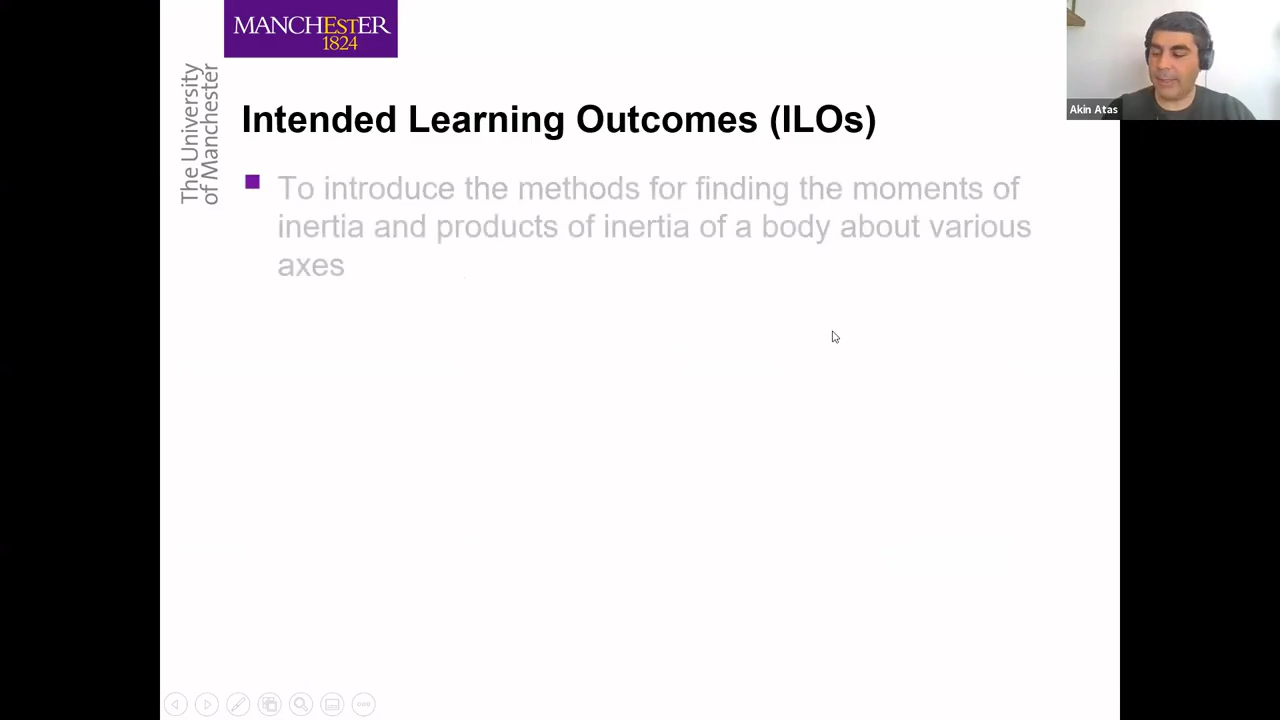 MANCHESTER
1824
The University
of Manchester
Akin Atas
Intended Learning Outcomes (ILOs)
To introduce the methods for finding the moments of
inertia and products of inertia of a body about various
axes